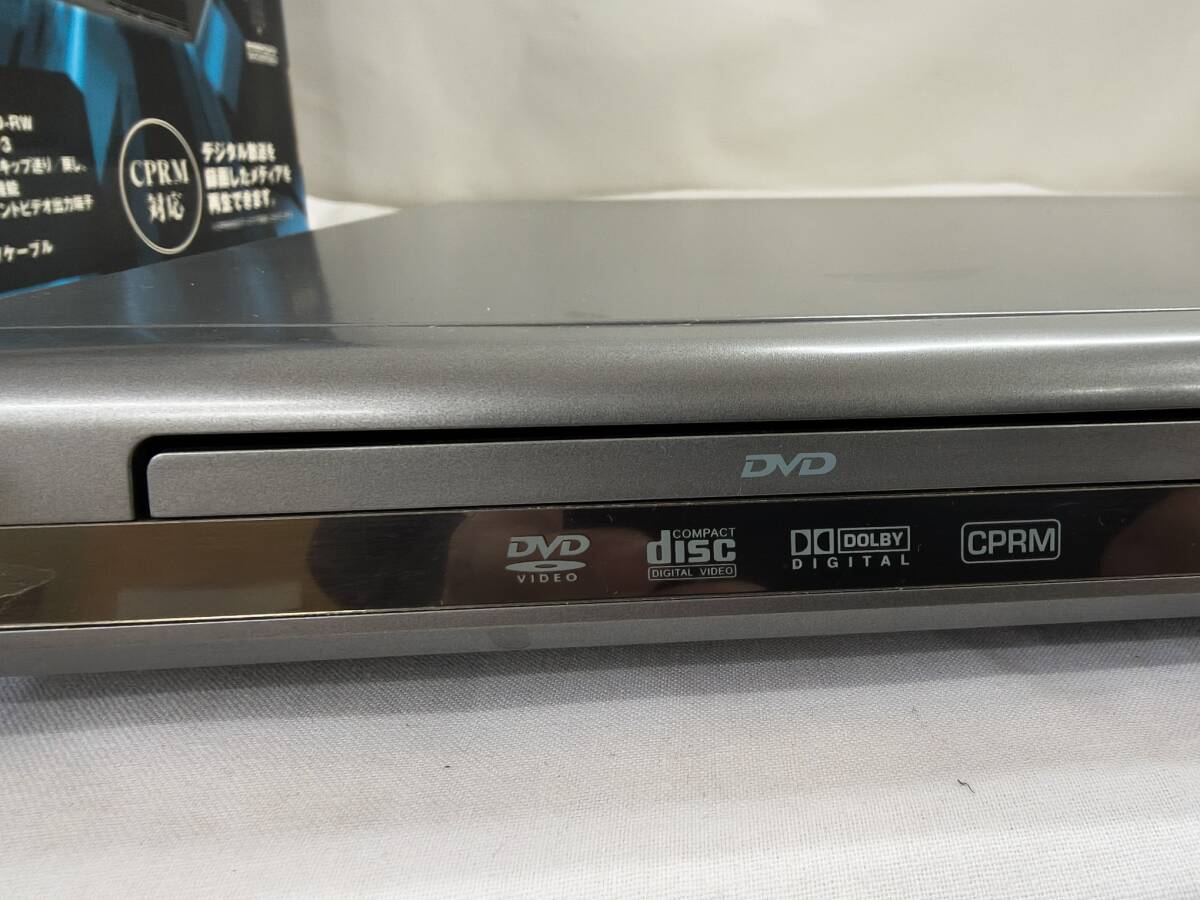 -RW
3
キップ送り/戻し、
機能
ントビデオ出力端子
ケーブル
CPRM
対応
デジタル放送を
録画したメディアを
再生できます。
DVD
DVD
VIDEO
COMPACT
disc
DIGITAL VIDEO
DOLBY
DIGITAL
CPRM